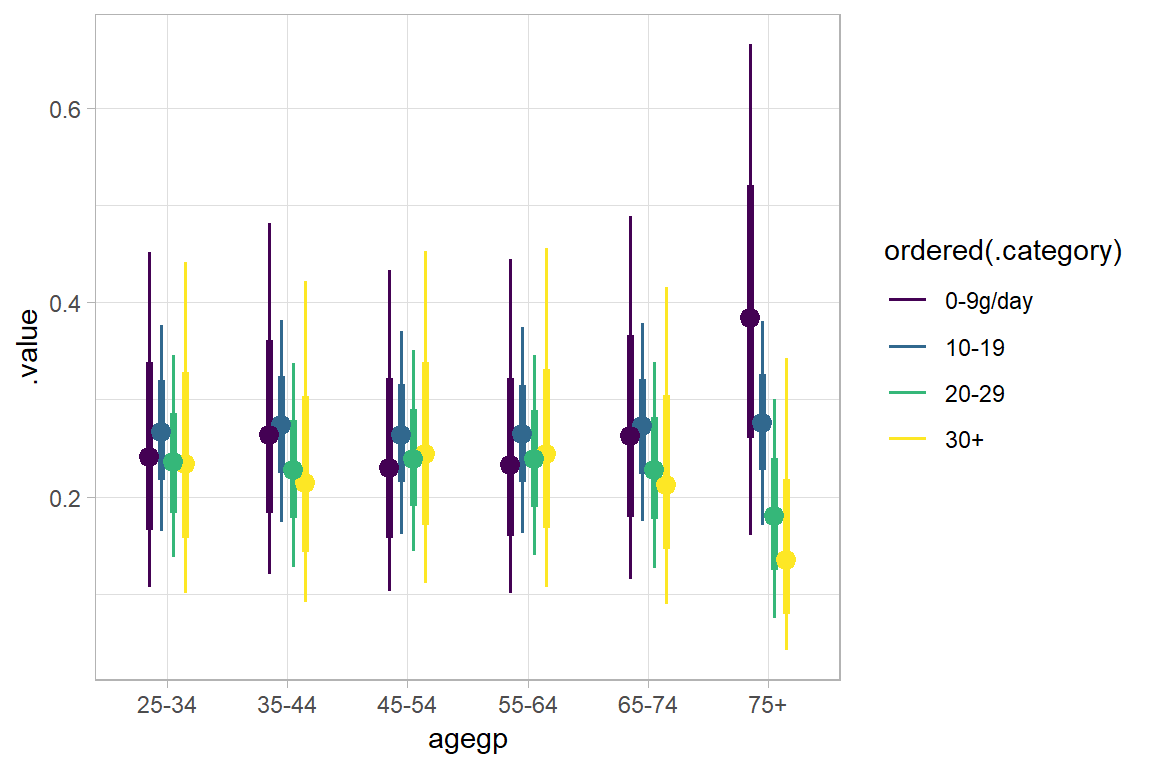 .value
0.6
0.4
0.2
25-34 35-44 45-54 55-64 65-74 75+
agegp
ordered(.category)
0-9g/day
10-19
20-29
30+